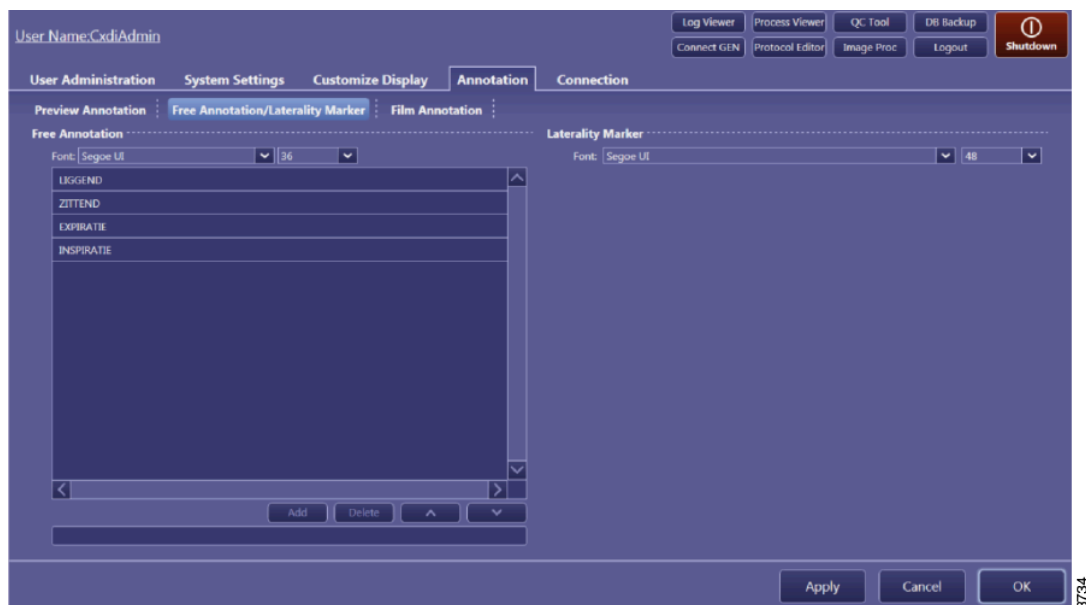 User Name:CxdiAdmin
Log Viewer Process Viewer QC Tool DB Backup
Connect GEN Protocol Editor Image Proc Logout
Shutdown
User Administration System Settings Customize Display Annotation Connection
Preview Annotation Free Annotation/Laterality Marker Film Annotation
Free Annotation
Font: Segoe UI 36
LIGGEND
ZITTEND
EXPIRATIE
INSPIRATIE
Add Delete
Laterality Marker
Font: Segoe UI 48
Apply Cancel OK